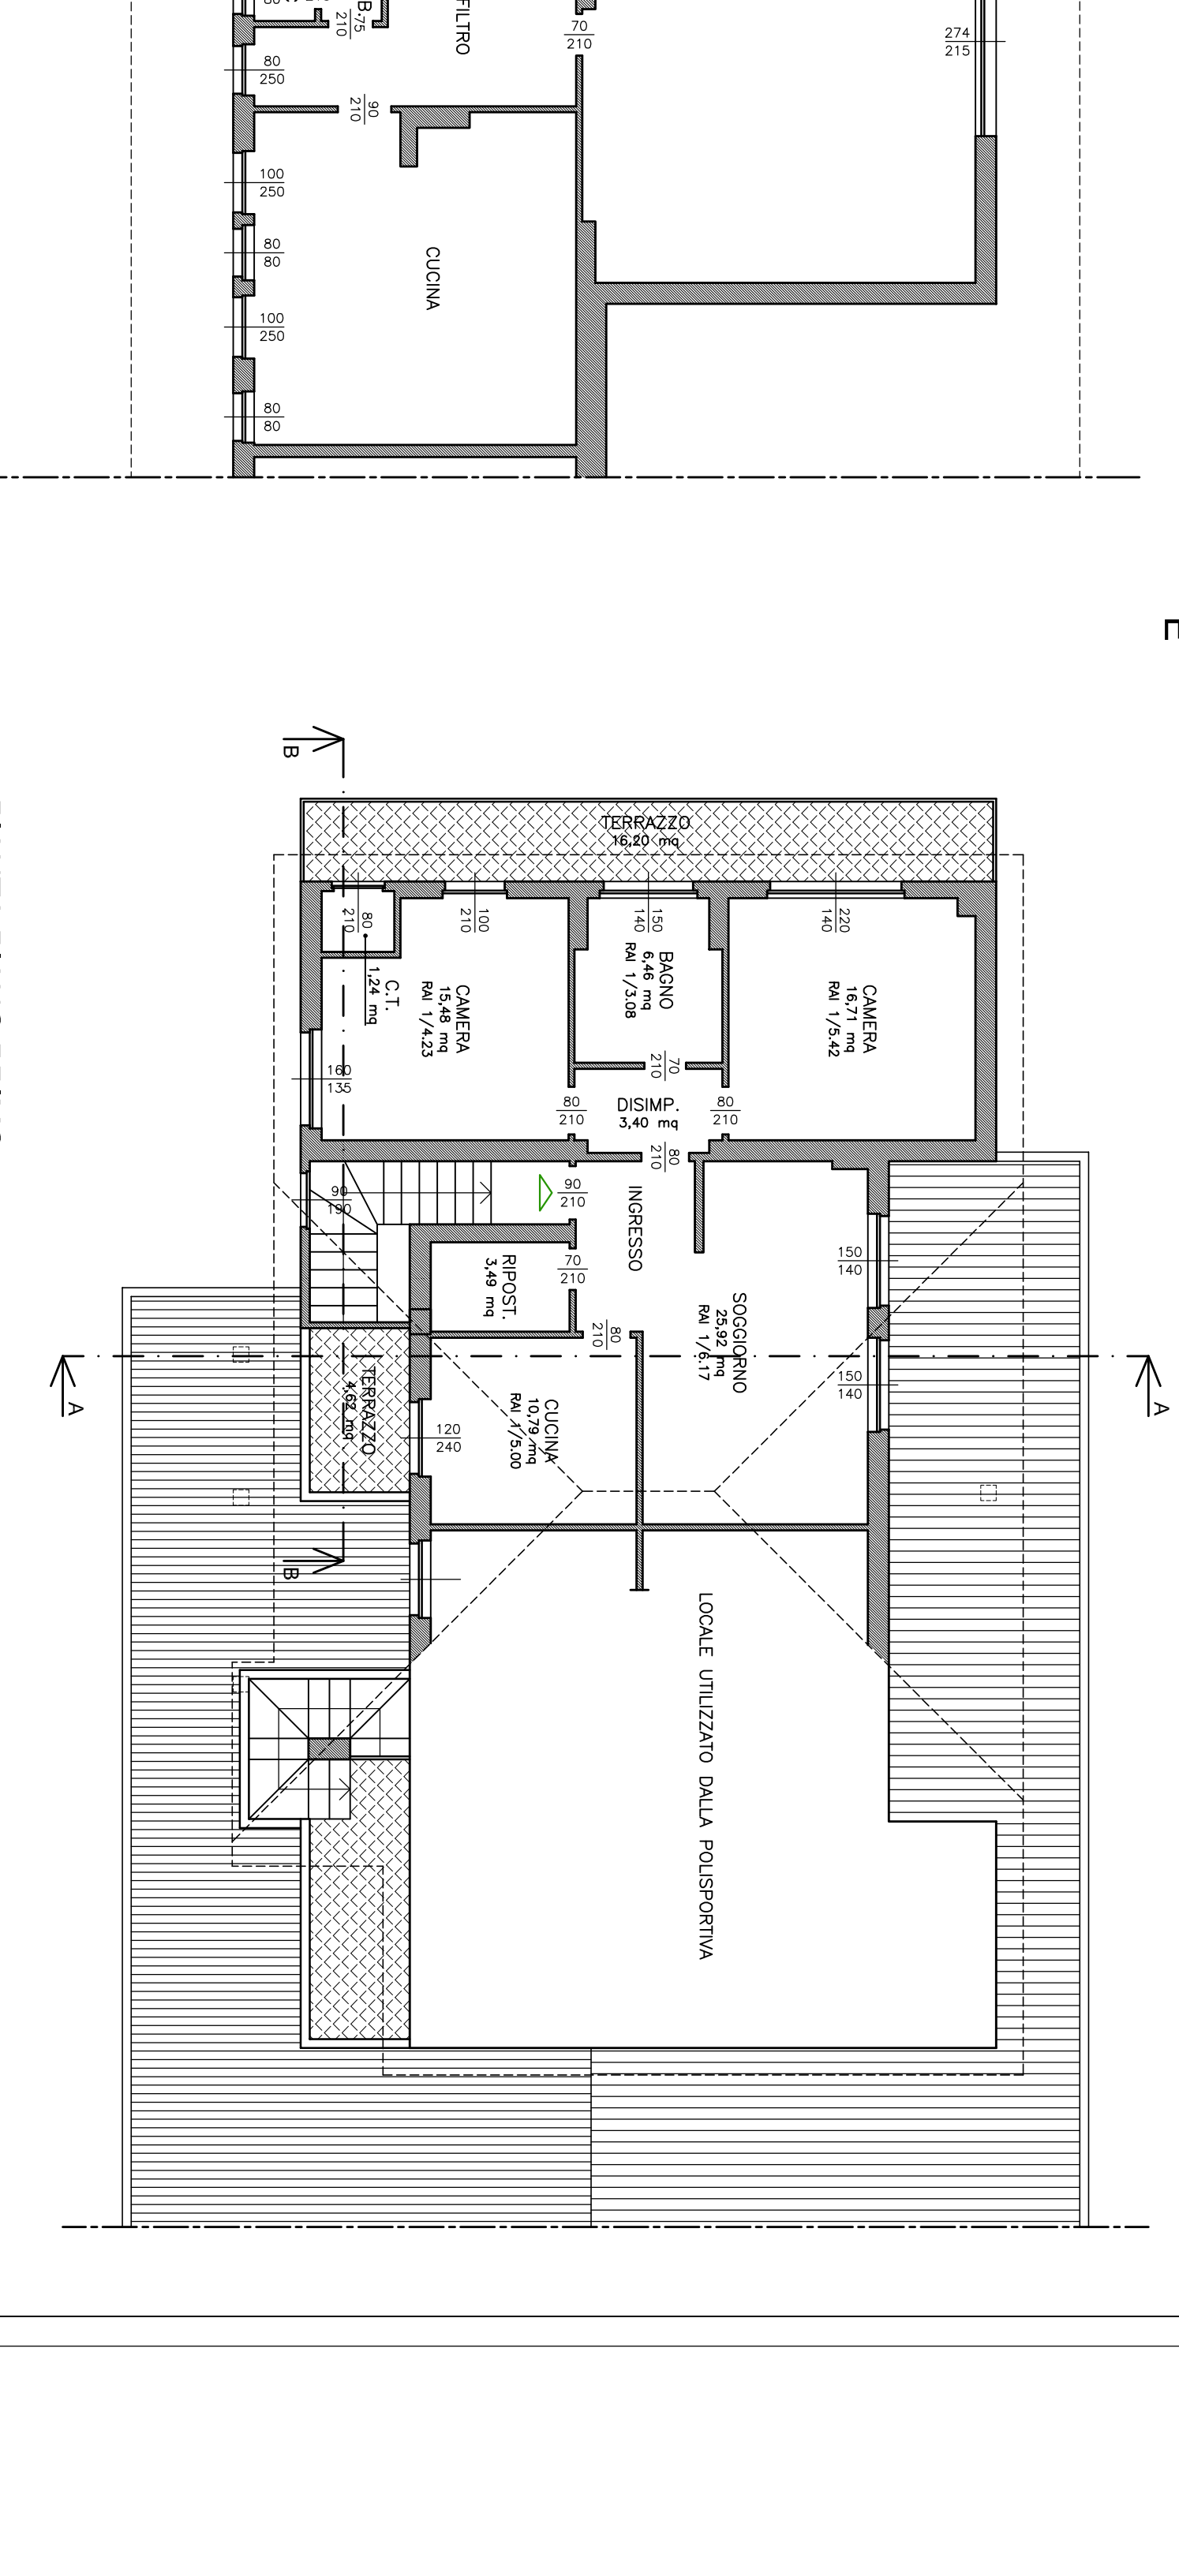 B.75
210
FILTRO
70
210
274
215
80
250
90
210
100
250
80
80
CUCINA
100
250
80
80
B
TERRAZZO
16,20 mq
80
210
100
210
150
140
220
140
1,24 mq
C.T.
CAMERA
15,48 mq
RAI 1/4.23
BAGNO
6,46 mq
RAI 1/3.08
CAMERA
16,71 mq
RAI 1/5.42
160
135
70
210
80
210
DISIMP.
3,40 mq
80
210
80
210
90
190
90
210
INGRESSO
70
210
RIPOST.
3,49 mq
150
140
80
210
SOGGIORNO
25,92 mq
RAI 1/6.17
A
A
TERRAZZO
4,62 mq
150
140
120
240
CUCINA
10,79 mq
RAI 1/5.00
B
LOCALE UTILIZZATO DALLA POLISPORTIVA